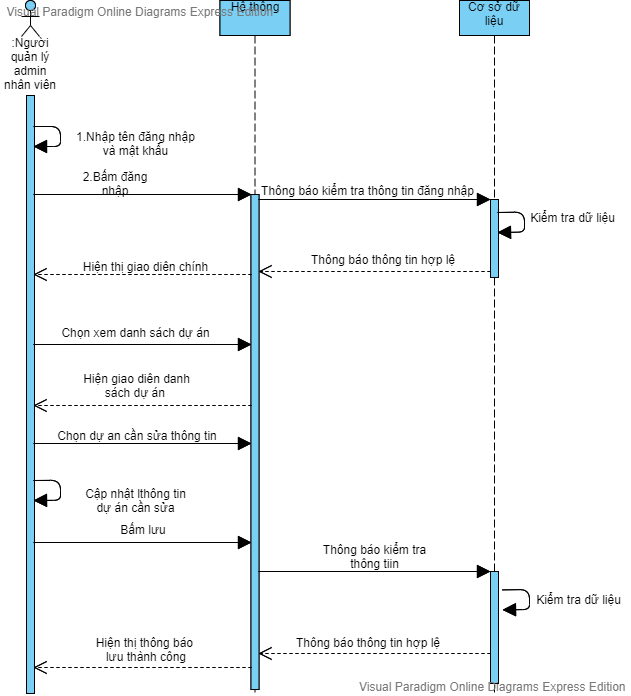 Visual Paradigm Online Diagrams Express Edition
Hệ thống
Cơ sở dữ
liệu
:Người
quản lý
admin
nhân viên
1.Nhập tên đăng nhập
và mật khẩu
2.Bấm đăng
nhập
Thông báo kiểm tra thông tin đăng nhập
Kiểm tra dữ liệu
Thông báo thông tin hợp lệ
Hiện thị giao diên chính
Chọn xem danh sách dự án
Hiện giao diên danh
sách dự án
Chọn dự an cần sửa thông tin
Cập nhật lthông tin
dự án cần sửa
Bấm lưu
Thông báo kiểm tra
thông tiin
Kiểm tra dữ liệu
Thông báo thông tin hợp lệ
Hiện thị thông báo
lưu thành công
Visual Paradigm Online Diagrams Express Edition